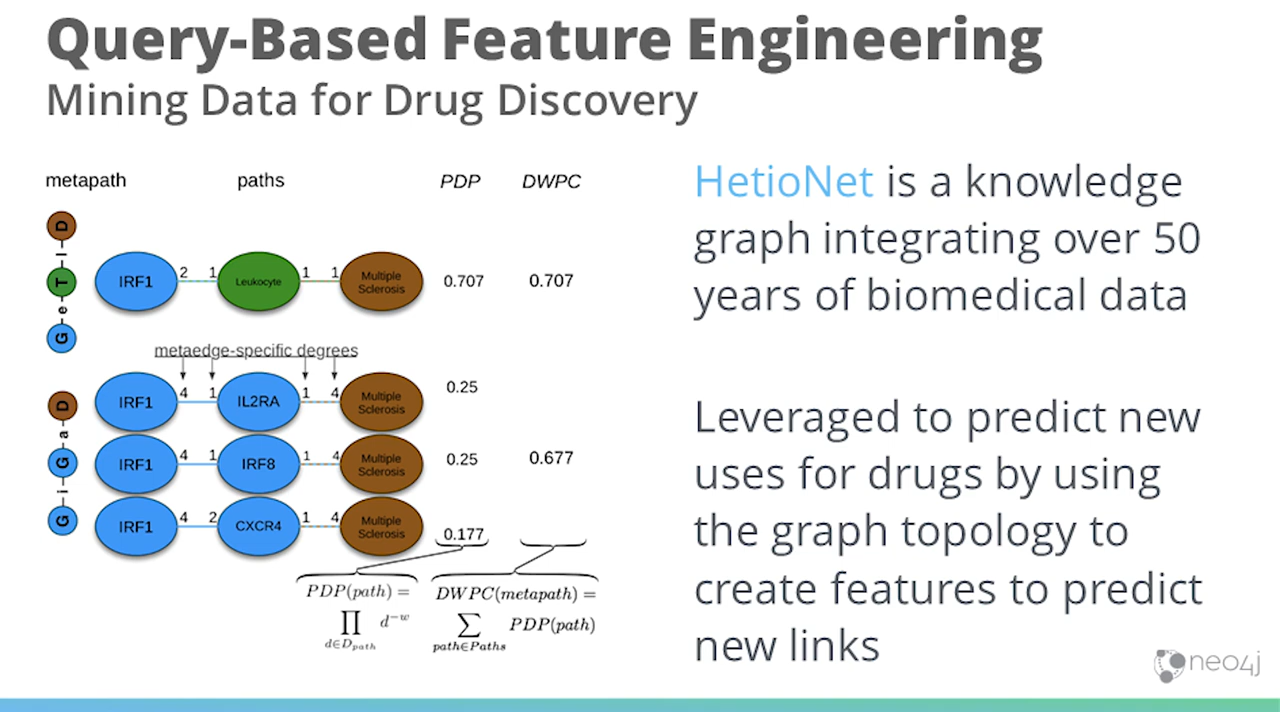 Query-Based Feature Engineering
Mining Data for Drug Discovery
metapath paths PDP DWPC
G e T l D
IRF1 2 1 Leukocyte 1 1 Multiple Sclerosis 0.707 0.707
metaedge-specific degrees
G i G a D
IRF1 4 1 IL2RA 1 4 Multiple Sclerosis 0.25
IRF1 4 1 IRF8 1 4 Multiple Sclerosis 0.25 0.677
IRF1 4 2 CXCR4 1 4 Multiple Sclerosis 0.177
PDP(path) =
∏ d^{-w}
d∈D_{path}
DWPC(metapath) =
∑ PDP(path)
path∈Paths
HetioNet is a knowledge
graph integrating over 50
years of biomedical data
Leveraged to predict new
uses for drugs by using
the graph topology to
create features to predict
new links
neo4j